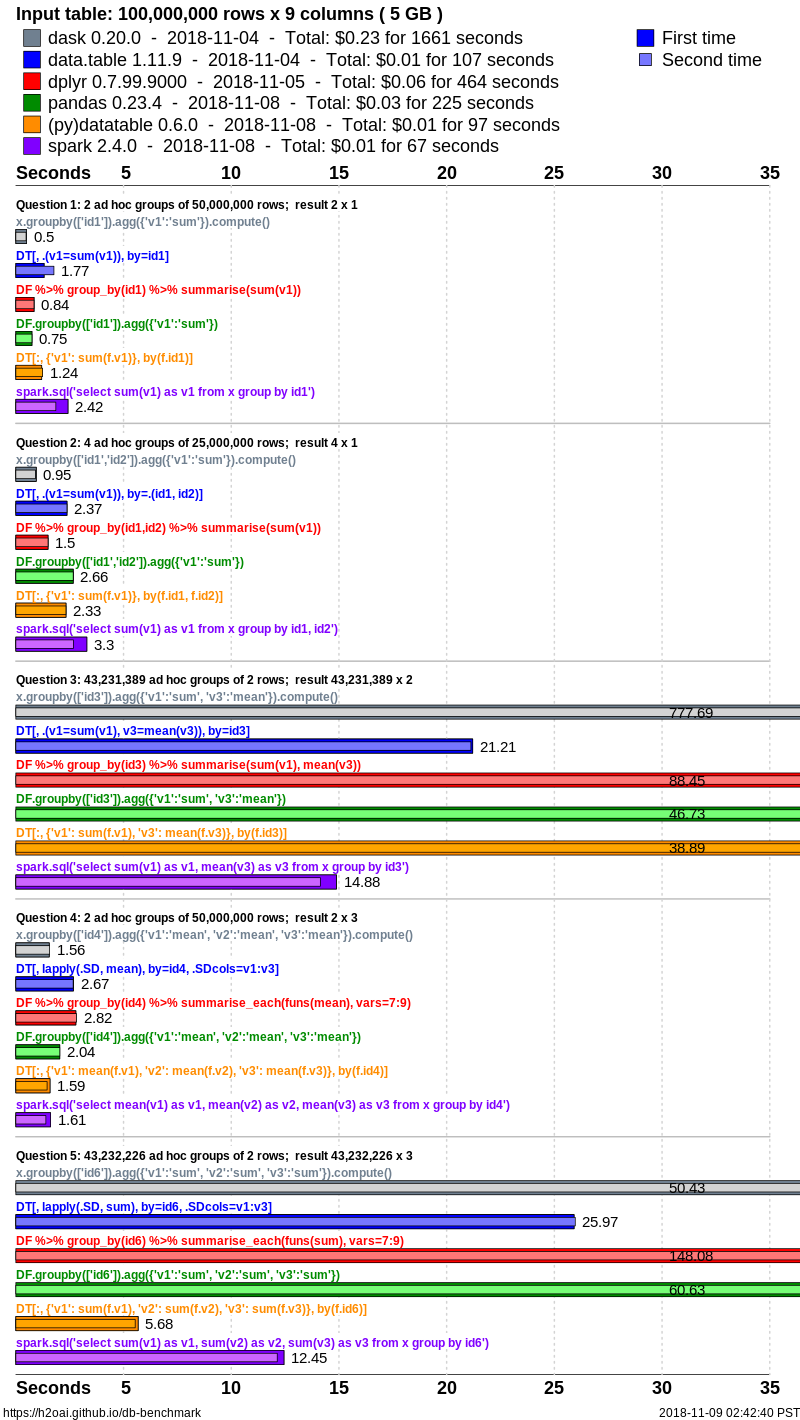 Input table: 100,000,000 rows x 9 columns ( 5 GB )
dask 0.20.0 - 2018-11-04 - Total: $0.23 for 1661 seconds
First time
data.table 1.11.9 - 2018-11-04 - Total: $0.01 for 107 seconds
Second time
dplyr 0.7.99.9000 - 2018-11-05 - Total: $0.06 for 464 seconds
pandas 0.23.4 - 2018-11-08 - Total: $0.03 for 225 seconds
(py)datatable 0.6.0 - 2018-11-08 - Total: $0.01 for 97 seconds
spark 2.4.0 - 2018-11-08 - Total: $0.01 for 67 seconds
Seconds 5 10 15 20 25 30 35
Question 1: 2 ad hoc groups of 50,000,000 rows; result 2 x 1
x.groupby(['id1']).agg({'v1':'sum'}).compute()
0.5
DT[, .(v1=sum(v1)), by=id1]
1.77
DF %>% group_by(id1) %>% summarise(sum(v1))
0.84
DF.groupby(['id1']).agg({'v1':'sum'})
0.75
DT[:, {'v1': sum(f.v1)}, by(f.id1)]
1.24
spark.sql('select sum(v1) as v1 from x group by id1')
2.42
Question 2: 4 ad hoc groups of 25,000,000 rows; result 4 x 1
x.groupby(['id1','id2']).agg({'v1':'sum'}).compute()
0.95
DT[, .(v1=sum(v1)), by=.(id1, id2)]
2.37
DF %>% group_by(id1,id2) %>% summarise(sum(v1))
1.5
DF.groupby(['id1','id2']).agg({'v1':'sum'})
2.66
DT[:, {'v1': sum(f.v1)}, by(f.id1, f.id2)]
2.33
spark.sql('select sum(v1) as v1 from x group by id1, id2')
3.3
Question 3: 43,231,389 ad hoc groups of 2 rows; result 43,231,389 x 2
x.groupby(['id3']).agg({'v1':'sum', 'v3':'mean'}).compute()
777.69
DT[, .(v1=sum(v1), v3=mean(v3)), by=id3]
21.21
DF %>% group_by(id3) %>% summarise(sum(v1), mean(v3))
88.45
DF.groupby(['id3']).agg({'v1':'sum', 'v3':'mean'})
46.73
DT[:, {'v1': sum(f.v1), 'v3': mean(f.v3)}, by(f.id3)]
38.89
spark.sql('select sum(v1) as v1, mean(v3) as v3 from x group by id3')
14.88
Question 4: 2 ad hoc groups of 50,000,000 rows; result 2 x 3
x.groupby(['id4']).agg({'v1':'mean', 'v2':'mean', 'v3':'mean'}).compute()
1.56
DT[, lapply(.SD, mean), by=id4, .SDcols=v1:v3]
2.67
DF %>% group_by(id4) %>% summarise_each(funs(mean), vars=7:9)
2.82
DF.groupby(['id4']).agg({'v1':'mean', 'v2':'mean', 'v3':'mean'})
2.04
DT[:, {'v1': mean(f.v1), 'v2': mean(f.v2), 'v3': mean(f.v3)}, by(f.id4)]
1.59
spark.sql('select mean(v1) as v1, mean(v2) as v2, mean(v3) as v3 from x group by id4')
1.61
Question 5: 43,232,226 ad hoc groups of 2 rows; result 43,232,226 x 3
x.groupby(['id6']).agg({'v1':'sum', 'v2':'sum', 'v3':'sum'}).compute()
50.43
DT[, lapply(.SD, sum), by=id6, .SDcols=v1:v3]
25.97
DF %>% group_by(id6) %>% summarise_each(funs(sum), vars=7:9)
148.08
DF.groupby(['id6']).agg({'v1':'sum', 'v2':'sum', 'v3':'sum'})
60.63
DT[:, {'v1': sum(f.v1), 'v2': sum(f.v2), 'v3': sum(f.v3)}, by(f.id6)]
5.68
spark.sql('select sum(v1) as v1, sum(v2) as v2, sum(v3) as v3 from x group by id6')
12.45
Seconds 5 10 15 20 25 30 35
https://h2oai.github.io/db-benchmark
2018-11-09 02:42:40 PST